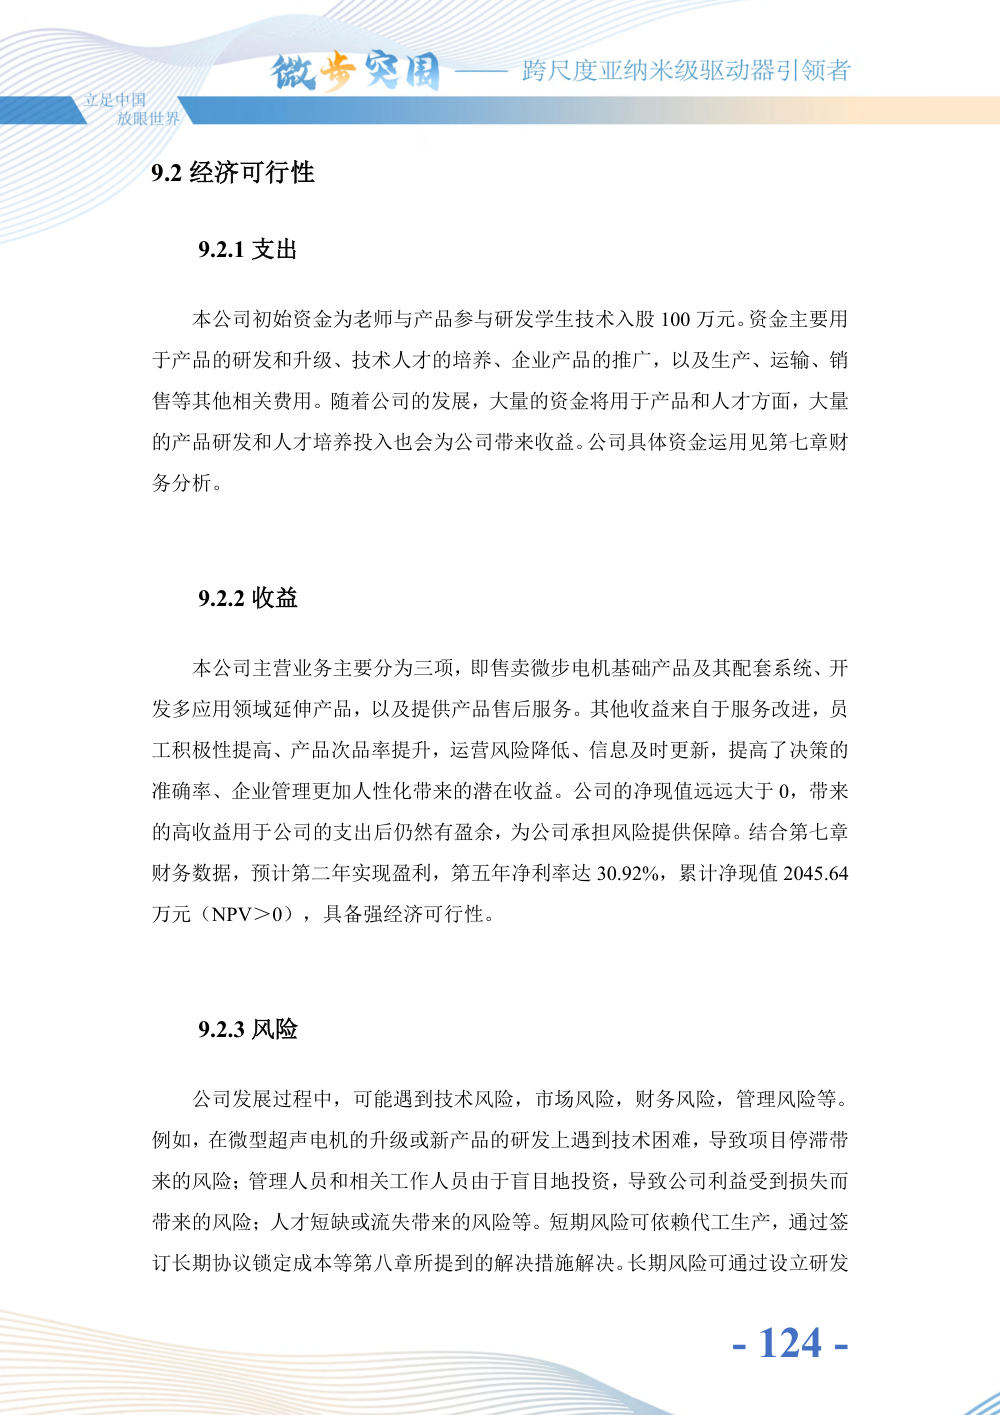 微步突围 —— 跨尺度亚纳米级驱动器引领者
立足中国
放眼世界
9.2 经济可行性
9.2.1 支出
本公司初始资金为老师与产品参与研发学生技术入股 100 万元。资金主要用
于产品的研发和升级、技术人才的培养、企业产品的推广，以及生产、运输、销
售等其他相关费用。随着公司的发展，大量的资金将用于产品和人才方面，大量
的产品研发和人才培养投入也会为公司带来收益。公司具体资金运用见第七章财
务分析。
9.2.2 收益
本公司主营业务主要分为三项，即售卖微步电机基础产品及其配套系统、开
发多应用领域延伸产品，以及提供产品售后服务。其他收益来自于服务改进，员
工积极性提高、产品次品率提升，运营风险降低、信息及时更新，提高了决策的
准确率、企业管理更加人性化带来的潜在收益。公司的净现值远远大于 0，带来
的高收益用于公司的支出后仍然有盈余，为公司承担风险提供保障。结合第七章
财务数据，预计第二年实现盈利，第五年净利率达 30.92%，累计净现值 2045.64
万元（NPV＞0），具备强经济可行性。
9.2.3 风险
公司发展过程中，可能遇到技术风险，市场风险，财务风险，管理风险等。
例如，在微型超声电机的升级或新产品的研发上遇到技术困难，导致项目停滞带
来的风险；管理人员和相关工作人员由于盲目地投资，导致公司利益受到损失而
带来的风险；人才短缺或流失带来的风险等。短期风险可依赖代工生产，通过签
订长期协议锁定成本等第八章所提到的解决措施解决。长期风险可通过设立研发
- 124 -